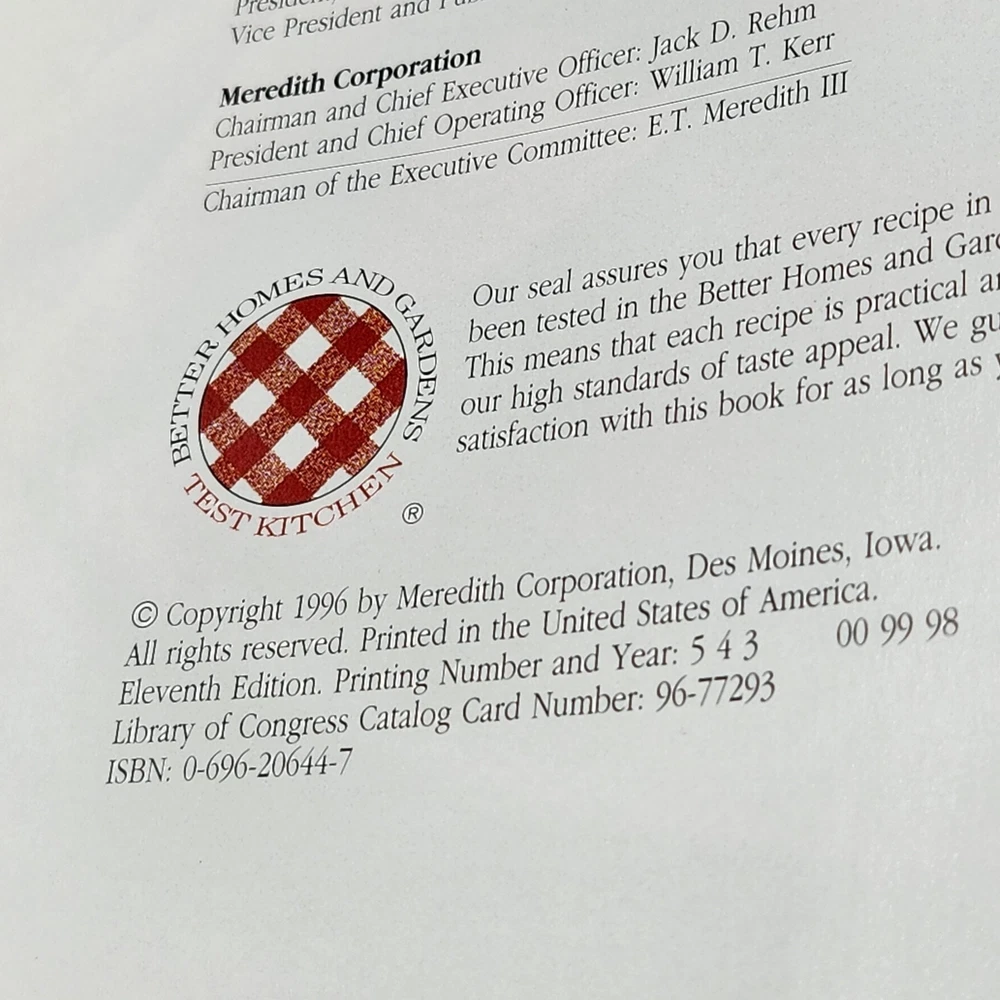 Vice President and
Meredith Corporation
Chairman and Chief Executive Officer: Jack D. Rehm
President and Chief Operating Officer: William T. Kerr
Chairman of the Executive Committee: E.T. Meredith III
BETTER HOMES AND GARDENS
TEST KITCHEN
®
Our seal assures you that every recipe in
been tested in the Better Homes and
This means that each recipe is practical
our high standards of taste appeal. We
satisfaction with this book for as long as
© Copyright 1996 by Meredith Corporation, Des Moines, Iowa.
All rights reserved. Printed in the United States of America.
Eleventh Edition. Printing Number and Year: 5 4 3 00 99 98
Library of Congress Catalog Card Number: 96-77293
ISBN: 0-696-20644-7